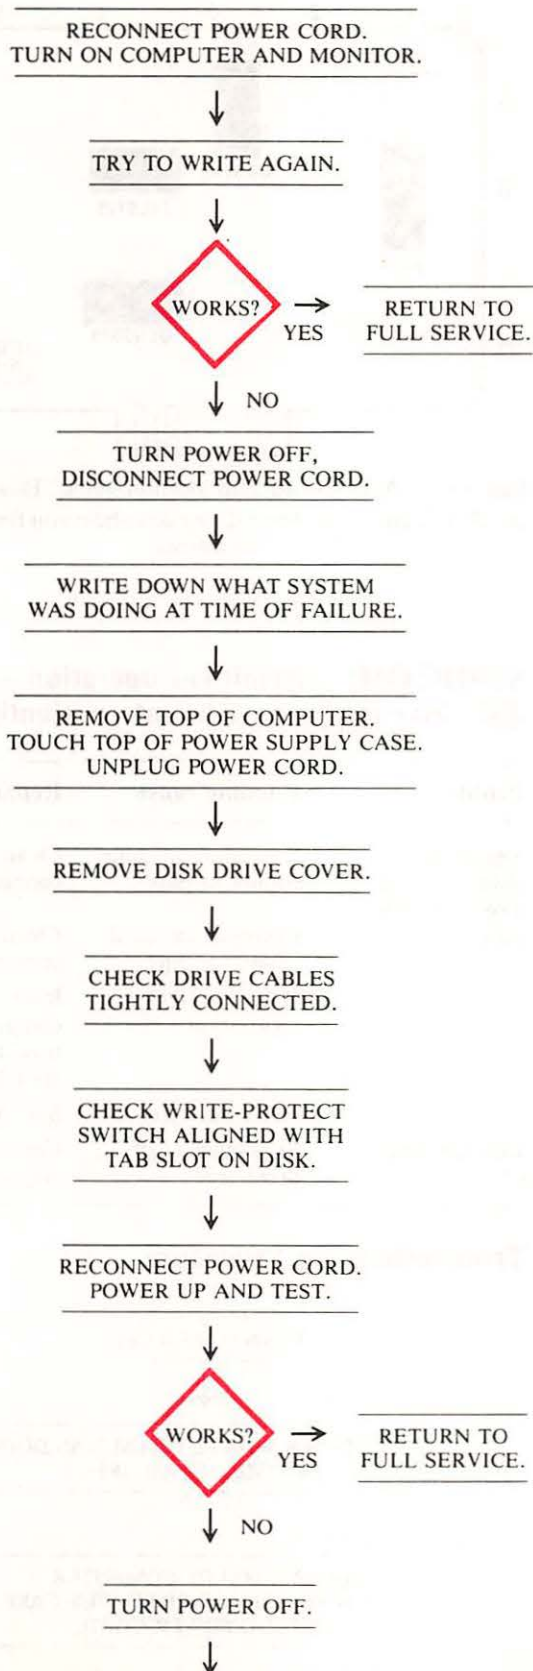 RECONNECT POWER CORD.
TURN ON COMPUTER AND MONITOR.
TRY TO WRITE AGAIN.
WORKS?
YES
RETURN TO
FULL SERVICE.
NO
TURN POWER OFF,
DISCONNECT POWER CORD.
WRITE DOWN WHAT SYSTEM
WAS DOING AT TIME OF FAILURE.
REMOVE TOP OF COMPUTER.
TOUCH TOP OF POWER SUPPLY CASE.
UNPLUG POWER CORD.
REMOVE DISK DRIVE COVER.
CHECK DRIVE CABLES
TIGHTLY CONNECTED.
CHECK WRITE-PROTECT
SWITCH ALIGNED WITH
TAB SLOT ON DISK.
RECONNECT POWER CORD.
POWER UP AND TEST.
WORKS?
YES
RETURN TO
FULL SERVICE.
NO
TURN POWER OFF.